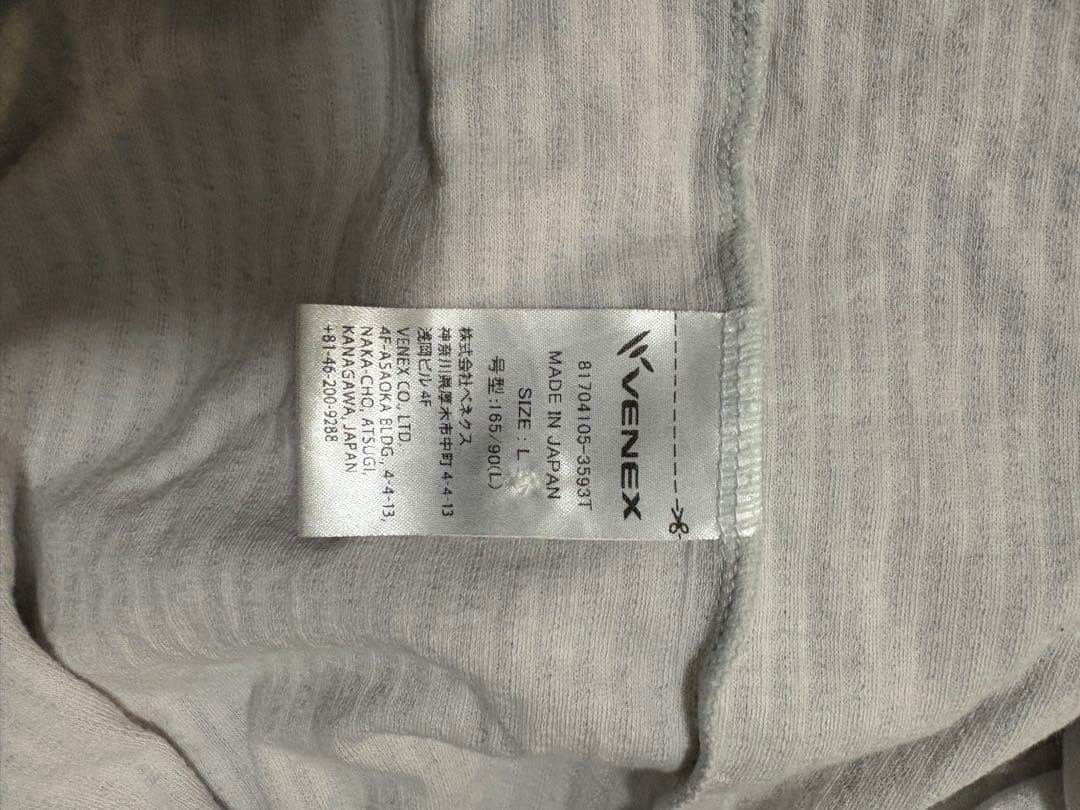 VENEX
81704105-3593T
MADE IN JAPAN
SIZE : L
号型:165/90(L)
株式会社ベネクス
神奈川県厚木市中町4-4-13
浅岡ビル4F
VENEX CO., LTD.
4F-ASAOKA BLDG, 4-4-13,
NAKA-CHO, ATSUGI,
KANAGAWA, JAPAN
+81-46-200-9288